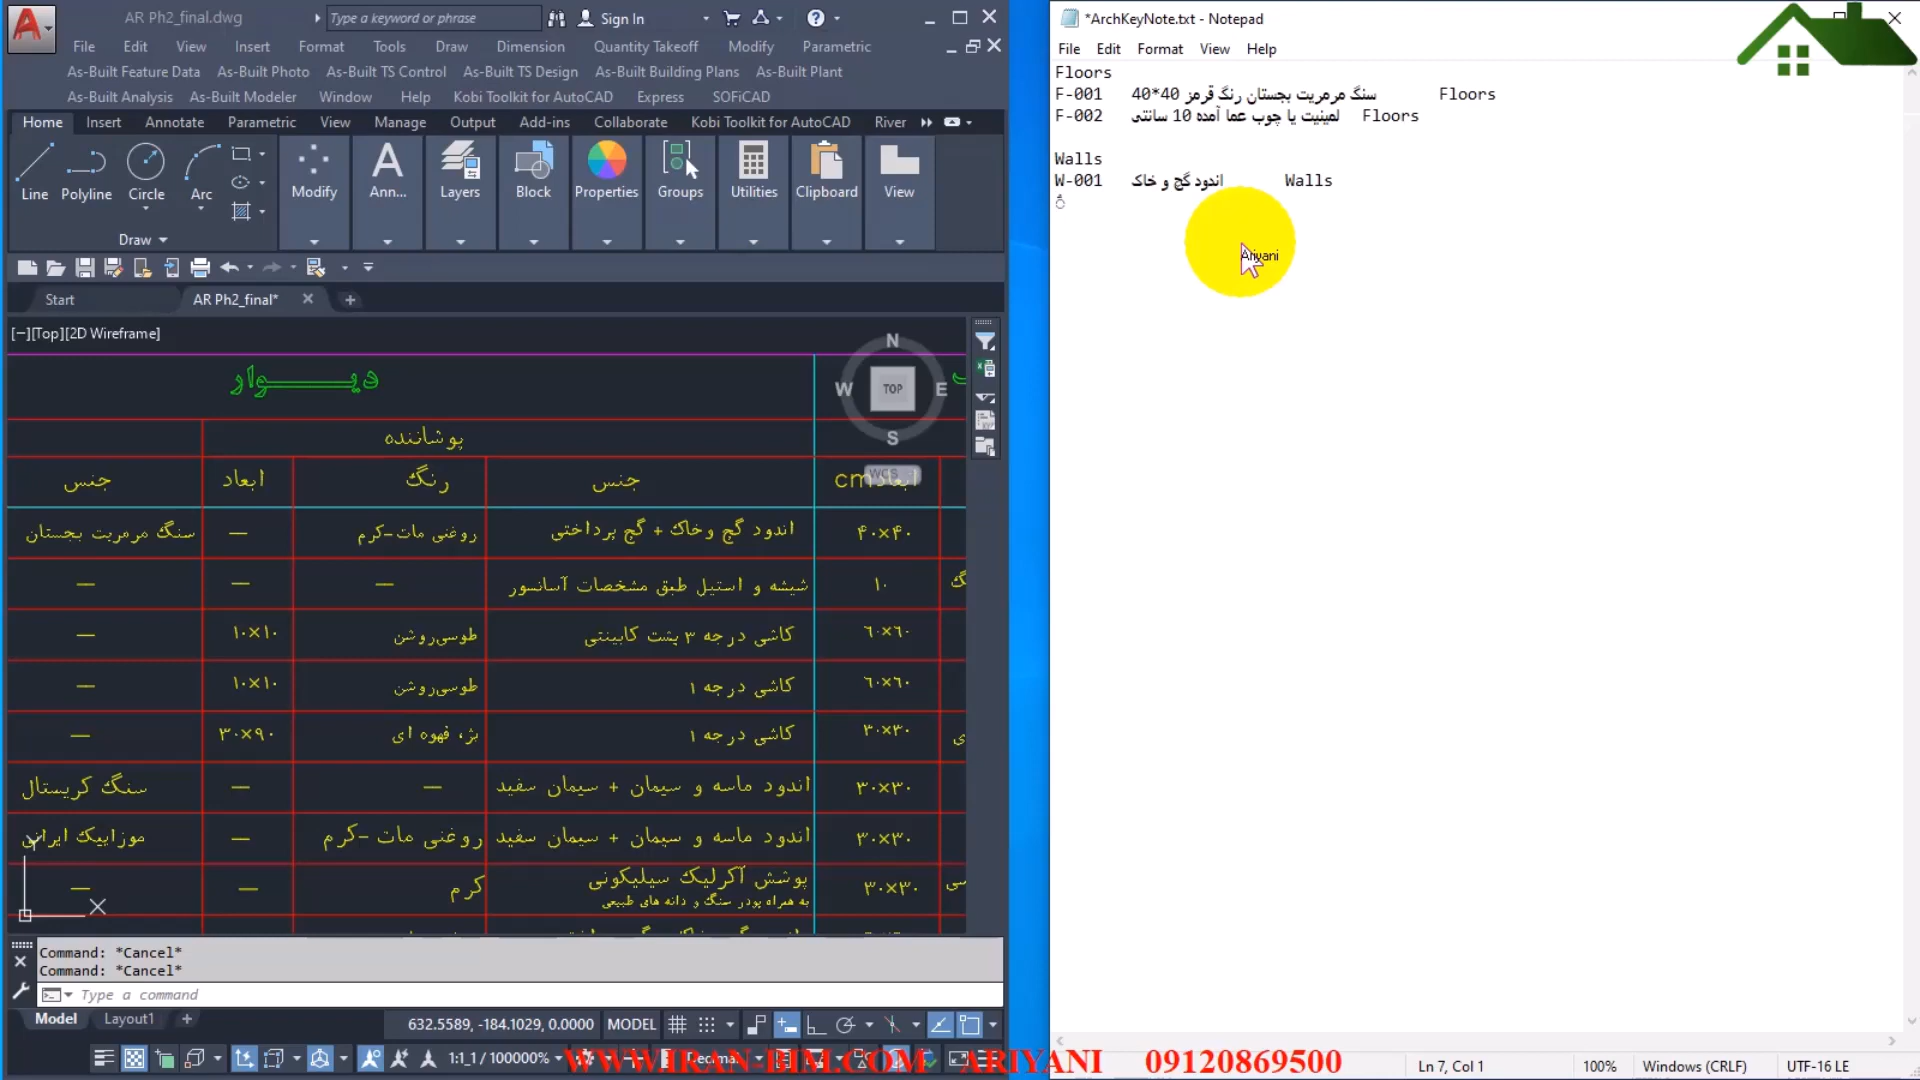 AR Ph2_final.dwg
Type a keyword or phrase
Sign In
File Edit View Insert Format Tools Draw Dimension Quantity Takeoff Modify Parametric
As-Built Feature Data As-Built Photo As-Built TS Control As-Built TS Design As-Built Building Plans As-Built Plant
As-Built Analysis As-Built Modeler Window Help Kobi Toolkit for AutoCAD Express SOFiCAD
Home Insert Annotate Parametric View Manage Output Add-ins Collaborate Kobi Toolkit for AutoCAD River
Line Polyline Circle Arc Modify Ann... Layers Block Properties Groups Utilities Clipboard View
Draw
Start AR Ph2_final*
[−][Top][2D Wireframe]
N
W TOP E
S
WCS
دیـــوار
پوشاننده
جنس ابعاد رنگ جنس ابعاد cm
سنگ مرمریت بجستان — روغنی مات-کرم اندود گچ وخاک + گچ پرداختی ۴۰×۴۰
— — — شیشه و استیل طبق مشخصات آسانسور ۱۰
— ۱۰×۱۰ طوسی‌روشن کاشی درجه ۳ پشت کابینتی ۶۰×۶۰
— ۱۰×۱۰ طوسی‌روشن کاشی درجه ۱ ۶۰×۶۰
— ۳۰×۹۰ بژ، قهوه ای کاشی درجه ۱ ۳۰×۳۰
سنگ کریستال — — اندود ماسه و سیمان + سیمان سفید ۳۰×۳۰
موزاییک ایرانی — روغنی مات -کرم اندود ماسه و سیمان + سیمان سفید ۳۰×۳۰
— — کرم پوشش آکرلیک سیلیکونی ۳۰×۳۰
به همراه پودر سنگ و دانه های طبیعی
Y
X
Command: *Cancel*
Command: *Cancel*
Type a command
Model Layout1
632.5589, -184.1029, 0.0000 MODEL
1:1_1 / 100000% Decimal
WWW.IRAN-BIM.COM ARIYANI 09120869500
*ArchKeyNote.txt - Notepad
File Edit Format View Help
Floors
F-001 سنگ مرمریت بجستان رنگ قرمز 40*40 Floors
F-002 لمینیت یا چوب عما آمده 10 سانتی Floors
Walls
W-001 اندود گچ و خاک Walls
Ariyani
Ln 7, Col 1 100% Windows (CRLF) UTF-16 LE